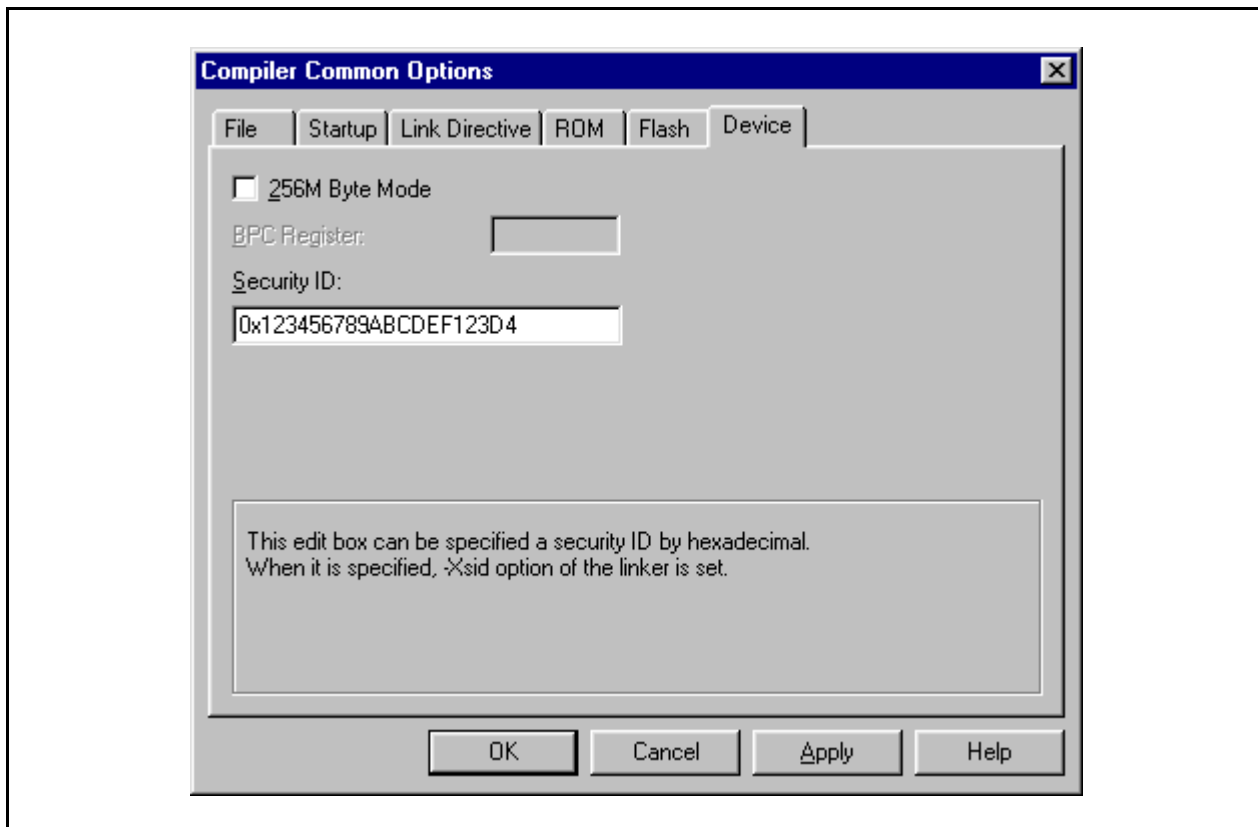 Compiler Common Options
File Startup Link Directive ROM Flash Device
256M Byte Mode
BPC Register:
Security ID:
0x123456789ABCDEF123D4
This edit box can be specified a security ID by hexadecimal.
When it is specified, -Xsid option of the linker is set.
OK Cancel Apply Help